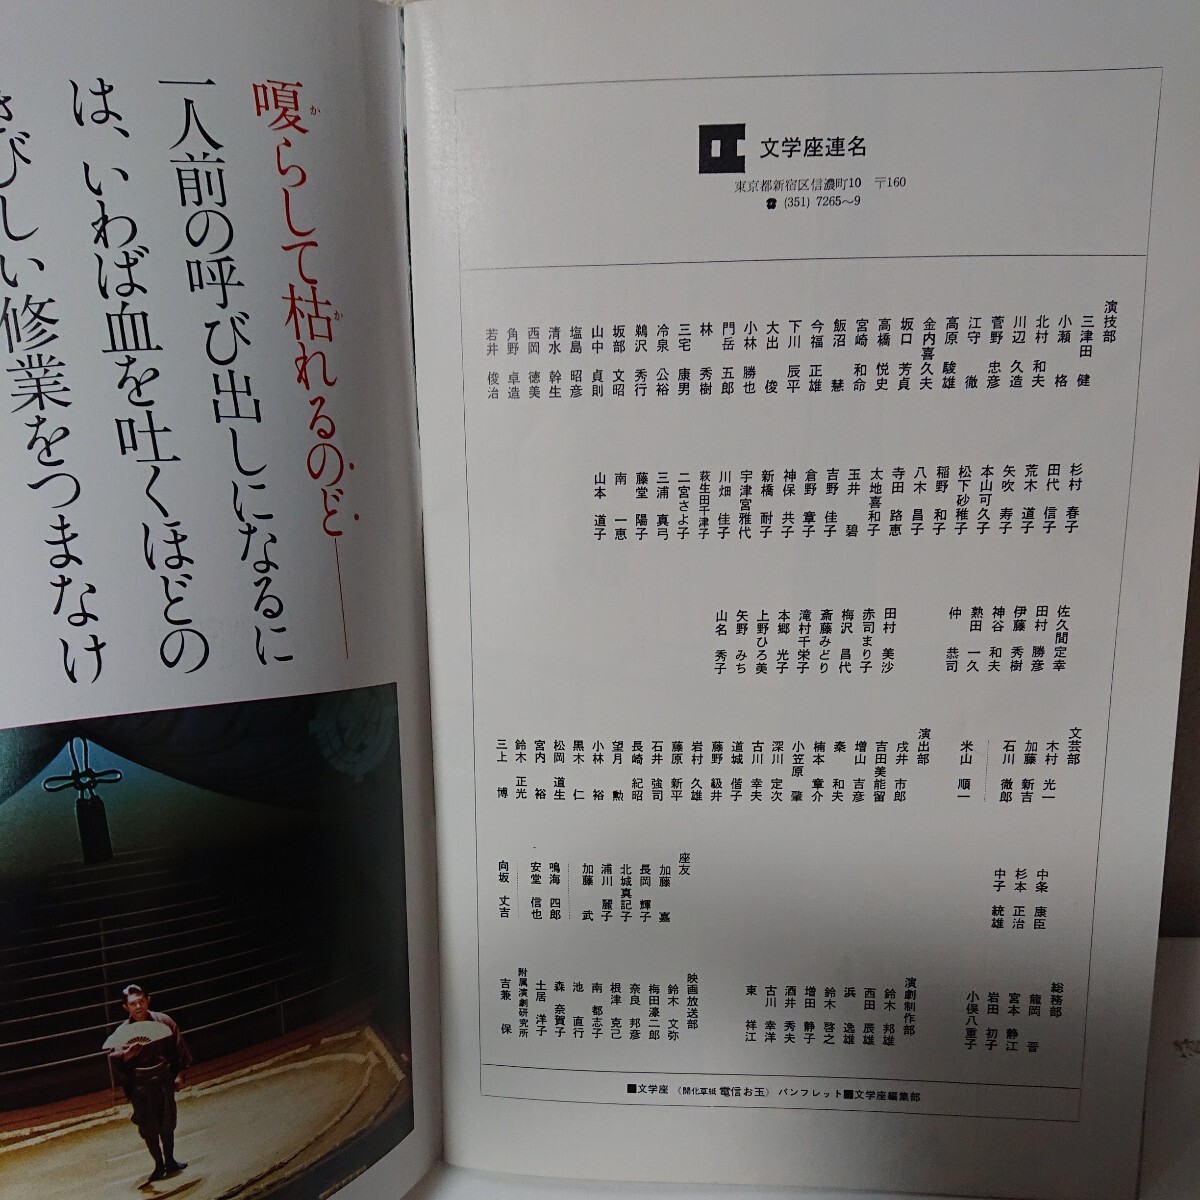 嗄らして枯れるのど――
一人前の呼び出しになるに
は、いわば血を吐くほどの
きびしい修業をつまなけ
文学座連名
東京都新宿区信濃町10 〒160
☎ (351) 7265〜9
演技部
三津田 健
小瀬 格
北村 和夫
川辺 久造
菅野 忠彦
江守 徹
高原 駿雄
金内喜久夫
坂口 芳貞
高橋 悦史
宮崎 和命
飯沼 慧
今福 正雄
下川 辰平
大出 俊
小林 勝也
門岳 五郎
林 秀樹
三宅 康男
冷泉 公裕
鵜沢 秀行
坂部 文昭
山中 貞則
塩島 昭彦
清水 幹生
西岡 徳美
角野 卓造
若井 俊治
杉村 春子
田代 信子
荒木 道子
矢吹 寿子
本山可久子
松下砂稚子
稲野 和子
八木 昌子
寺田 路恵
太地喜和子
玉井 碧
吉野 佳子
倉野 章子
神保 共子
新橋 耐子
宇津宮雅代
川畑 佳子
萩生田千津子
二宮さよ子
三浦 真弓
藤堂 陽子
南 一恵
山本 道子
佐久間定幸
田村 勝彦
伊藤 秀樹
神谷 和夫
熱田 一久
仲 恭司
田村 美沙
赤司まり子
梅沢 昌代
斎藤みどり
滝村千栄子
本郷 光子
上野ひろ美
矢野 みち
山名 秀子
文芸部
木村 光一
加藤 新吉
石川 徹郎
米山 順一
演出部
戌井 市郎
吉田美能留
増山 吉彦
秦 和夫
楠本 章介
小笠原 肇
深川 定次
古川 幸夫
道城 偕子
藤野 級井
岩村 久雄
藤原 新平
石井 強司
長崎 紀昭
望月 勲
小林 裕
黒木 仁
松岡 道生
宮内 裕
鈴木 正光
三上 博
中条 康臣
杉本 正治
中子 統雄
座友
加藤 嘉
長岡 輝子
北城真記子
浦川 麗子
加藤 武
鳴海 四郎
安堂 信也
向坂 丈吉
総務部
龍岡 晋
宮本 静江
岩田 初子
小俣八重子
演劇制作部
鈴木 邦雄
西田 辰雄
浜 逸雄
鈴木 啓之
増田 静子
酒井 秀夫
古川 幸洋
東 祥江
映画放送部
鈴木 文弥
梅田濠二郎
奈良 邦彦
根津 克己
南 都志子
池 直行
森 奈賀子
土居 洋子
附属演劇研究所
吉兼 保
■文学座 《開化草紙 電信お玉》 パンフレット■文学座編集部